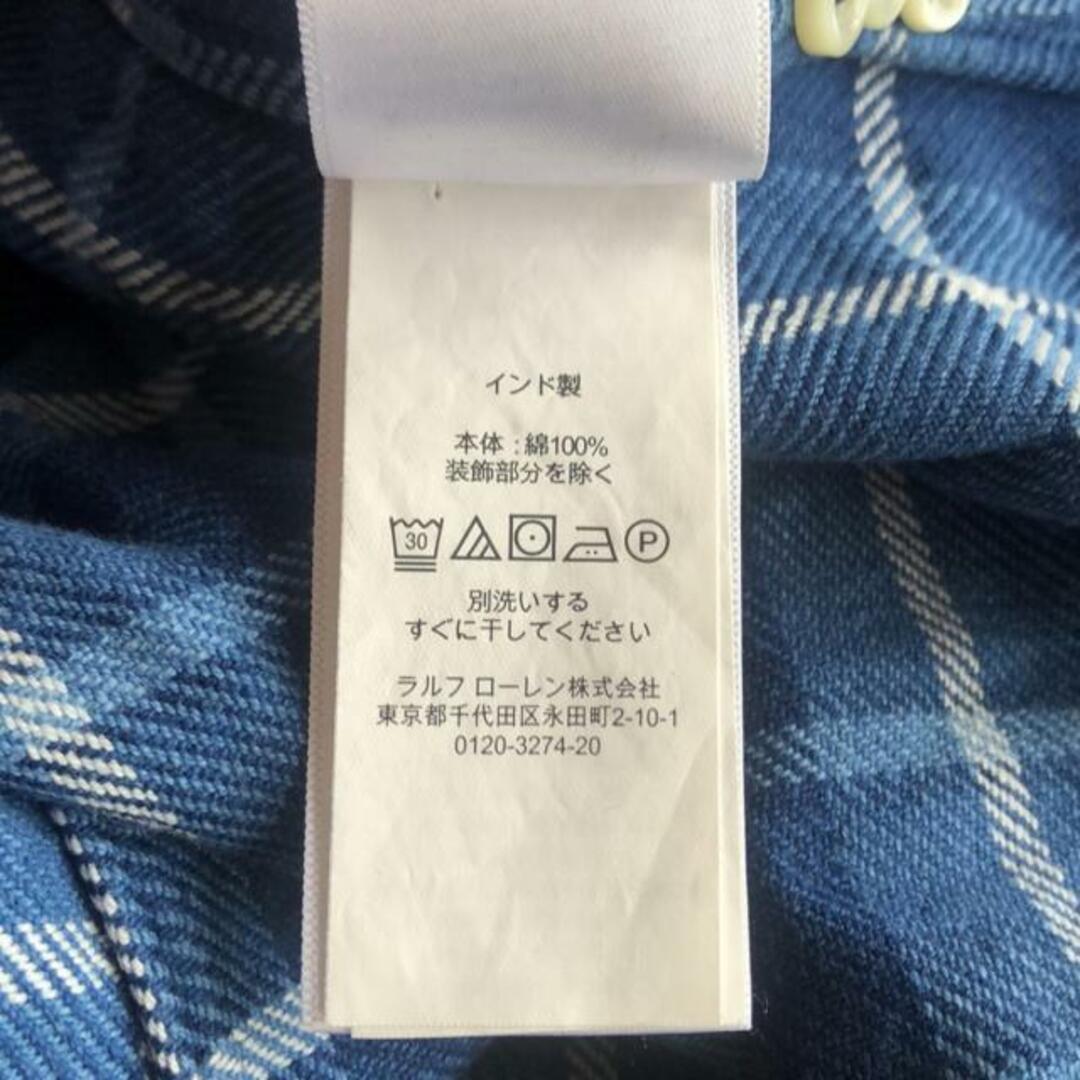 インド製
本体 : 綿100%
装飾部分を除く
30 P
別洗いする
すぐに干してください
ラルフ ローレン株式会社
東京都千代田区永田町2-10-1
0120-3274-20